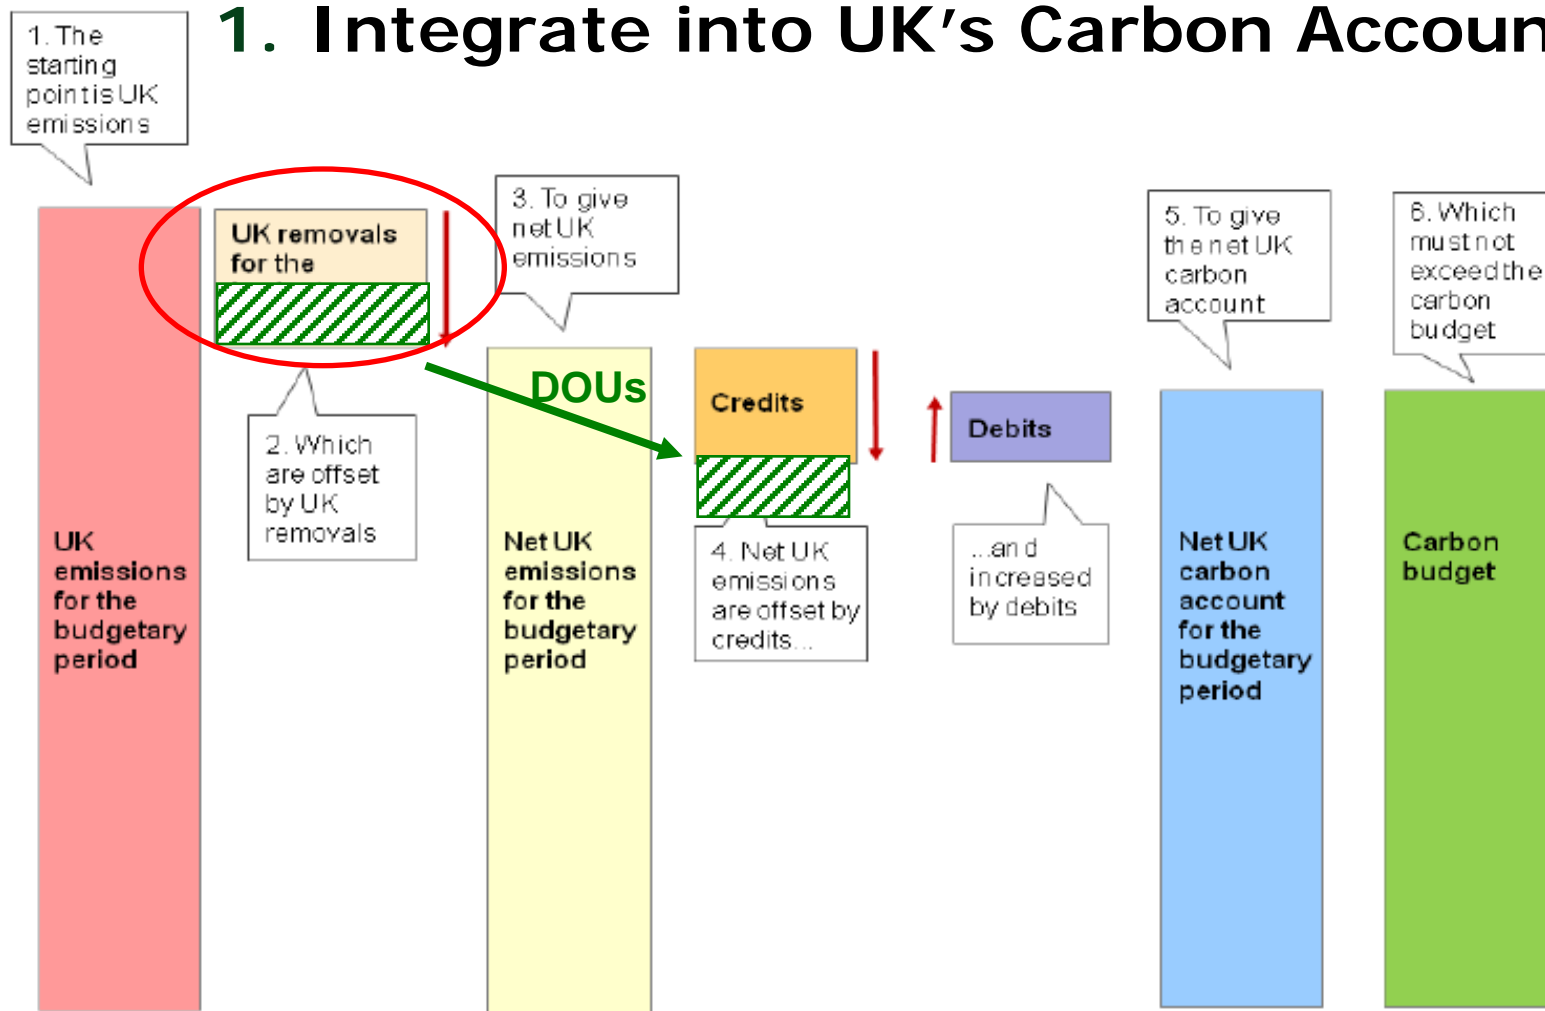 1. Integrate into UK's Carbon Accoun
1. The
starting
point is UK
emissions
UK removals
for the
3. To give
net UK
emissions
5. To give
the net UK
carbon
account
6. Which
must not
exceed the
carbon
budget
DOUs
Credits
Debits
2. Which
are offset
by UK
removals
UK
emissions
for the
budgetary
period
Net UK
emissions
for the
budgetary
period
4. Net UK
emissions
are offset by
credits...
...and
increased
by debits
Net UK
carbon
account
for the
budgetary
period
Carbon
budget